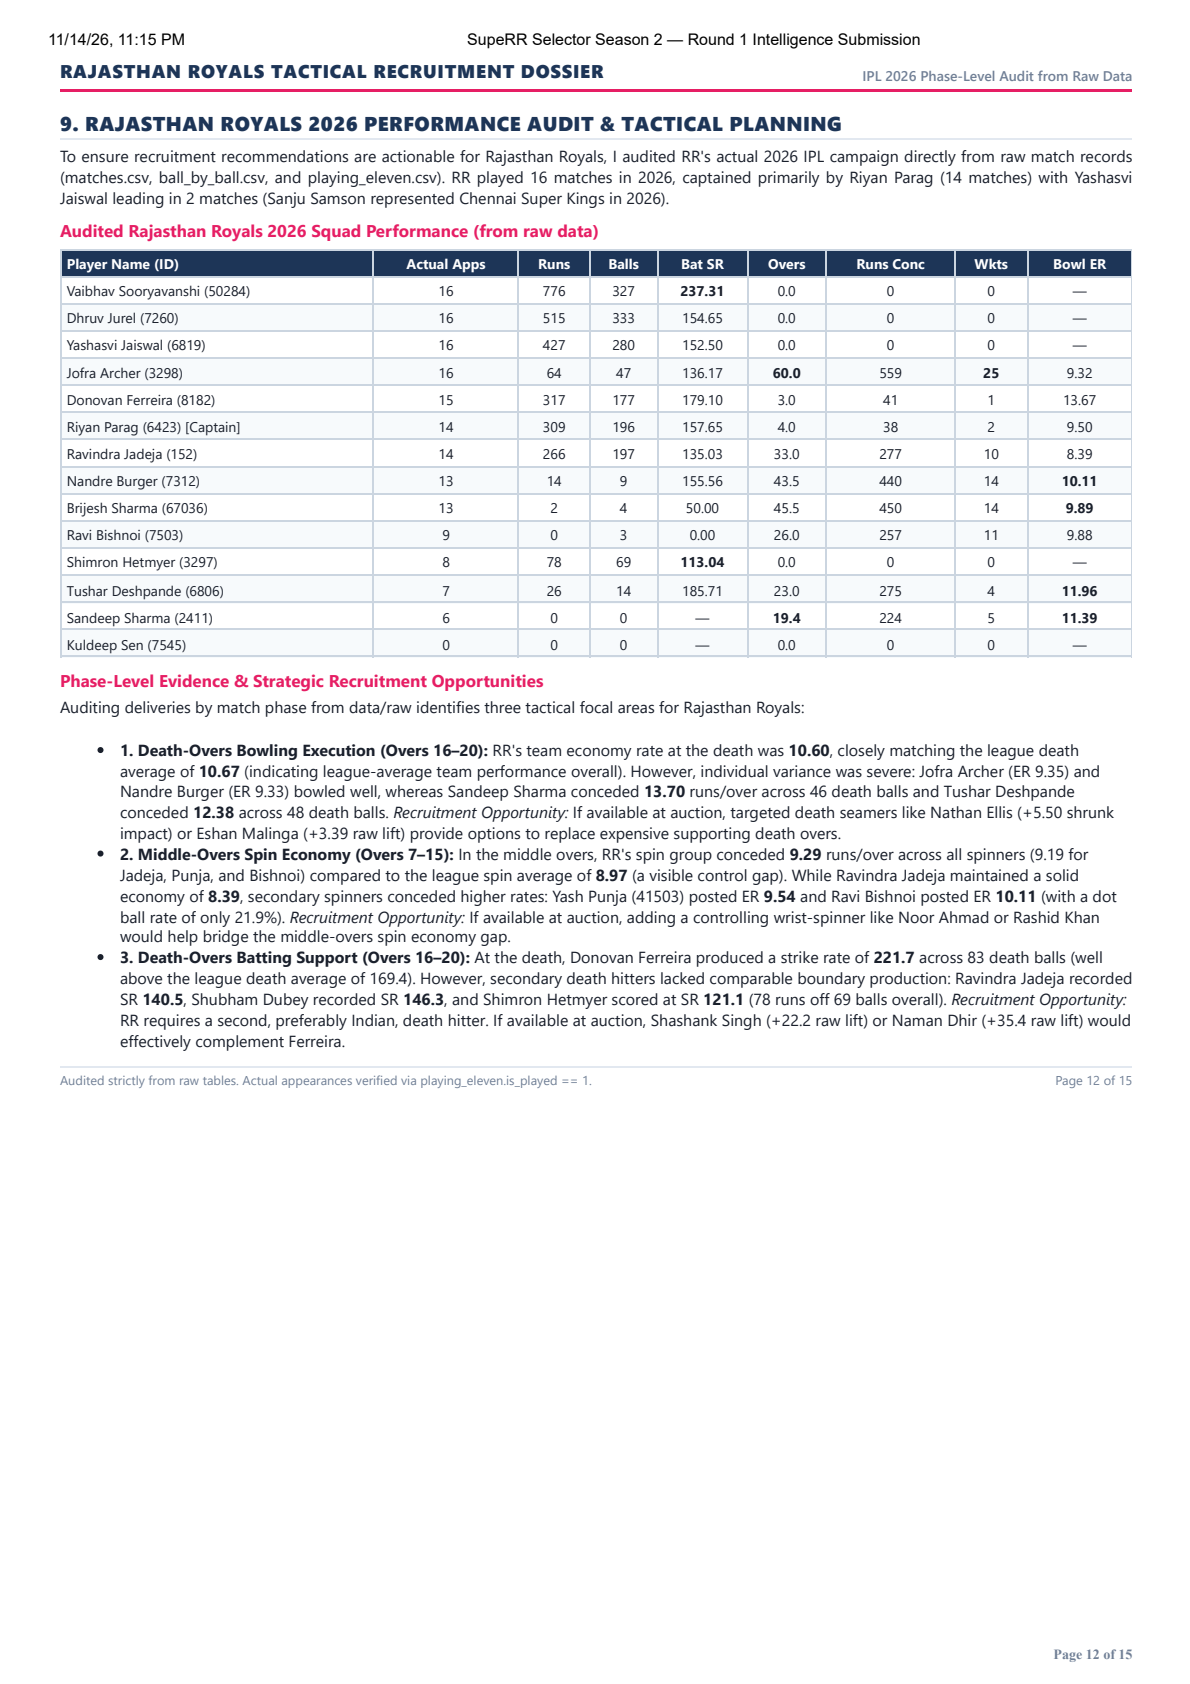 11/14/26, 11:15 PM SupeRR Selector Season 2 — Round 1 Intelligence Submission
RAJASTHAN ROYALS TACTICAL RECRUITMENT DOSSIER IPL 2026 Phase-Level Audit from Raw Data
9. RAJASTHAN ROYALS 2026 PERFORMANCE AUDIT & TACTICAL PLANNING
To ensure recruitment recommendations are actionable for Rajasthan Royals, I audited RR's actual 2026 IPL campaign directly from raw match records
(matches.csv, ball_by_ball.csv, and playing_eleven.csv). RR played 16 matches in 2026, captained primarily by Riyan Parag (14 matches) with Yashasvi
Jaiswal leading in 2 matches (Sanju Samson represented Chennai Super Kings in 2026).
Audited Rajasthan Royals 2026 Squad Performance (from raw data)
Player Name (ID) Actual Apps Runs Balls Bat SR Overs Runs Conc Wkts Bowl ER
Vaibhav Sooryavanshi (50284) 16 776 327 237.31 0.0 0 0 —
Dhruv Jurel (7260) 16 515 333 154.65 0.0 0 0 —
Yashasvi Jaiswal (6819) 16 427 280 152.50 0.0 0 0 —
Jofra Archer (3298) 16 64 47 136.17 60.0 559 25 9.32
Donovan Ferreira (8182) 15 317 177 179.10 3.0 41 1 13.67
Riyan Parag (6423) [Captain] 14 309 196 157.65 4.0 38 2 9.50
Ravindra Jadeja (152) 14 266 197 135.03 33.0 277 10 8.39
Nandre Burger (7312) 13 14 9 155.56 43.5 440 14 10.11
Brijesh Sharma (67036) 13 2 4 50.00 45.5 450 14 9.89
Ravi Bishnoi (7503) 9 0 3 0.00 26.0 257 11 9.88
Shimron Hetmyer (3297) 8 78 69 113.04 0.0 0 0 —
Tushar Deshpande (6806) 7 26 14 185.71 23.0 275 4 11.96
Sandeep Sharma (2411) 6 0 0 — 19.4 224 5 11.39
Kuldeep Sen (7545) 0 0 0 — 0.0 0 0 —
Phase-Level Evidence & Strategic Recruitment Opportunities
Auditing deliveries by match phase from data/raw identifies three tactical focal areas for Rajasthan Royals:
• 1. Death-Overs Bowling Execution (Overs 16–20): RR's team economy rate at the death was 10.60, closely matching the league death
average of 10.67 (indicating league-average team performance overall). However, individual variance was severe: Jofra Archer (ER 9.35) and
Nandre Burger (ER 9.33) bowled well, whereas Sandeep Sharma conceded 13.70 runs/over across 46 death balls and Tushar Deshpande
conceded 12.38 across 48 death balls. Recruitment Opportunity: If available at auction, targeted death seamers like Nathan Ellis (+5.50 shrunk
impact) or Eshan Malinga (+3.39 raw lift) provide options to replace expensive supporting death overs.
• 2. Middle-Overs Spin Economy (Overs 7–15): In the middle overs, RR's spin group conceded 9.29 runs/over across all spinners (9.19 for
Jadeja, Punja, and Bishnoi) compared to the league spin average of 8.97 (a visible control gap). While Ravindra Jadeja maintained a solid
economy of 8.39, secondary spinners conceded higher rates: Yash Punja (41503) posted ER 9.54 and Ravi Bishnoi posted ER 10.11 (with a dot
ball rate of only 21.9%). Recruitment Opportunity: If available at auction, adding a controlling wrist-spinner like Noor Ahmad or Rashid Khan
would help bridge the middle-overs spin economy gap.
• 3. Death-Overs Batting Support (Overs 16–20): At the death, Donovan Ferreira produced a strike rate of 221.7 across 83 death balls (well
above the league death average of 169.4). However, secondary death hitters lacked comparable boundary production: Ravindra Jadeja recorded
SR 140.5, Shubham Dubey recorded SR 146.3, and Shimron Hetmyer scored at SR 121.1 (78 runs off 69 balls overall). Recruitment Opportunity:
RR requires a second, preferably Indian, death hitter. If available at auction, Shashank Singh (+22.2 raw lift) or Naman Dhir (+35.4 raw lift) would
effectively complement Ferreira.
Audited strictly from raw tables. Actual appearances verified via playing_eleven.is_played == 1. Page 12 of 15
Page 12 of 15